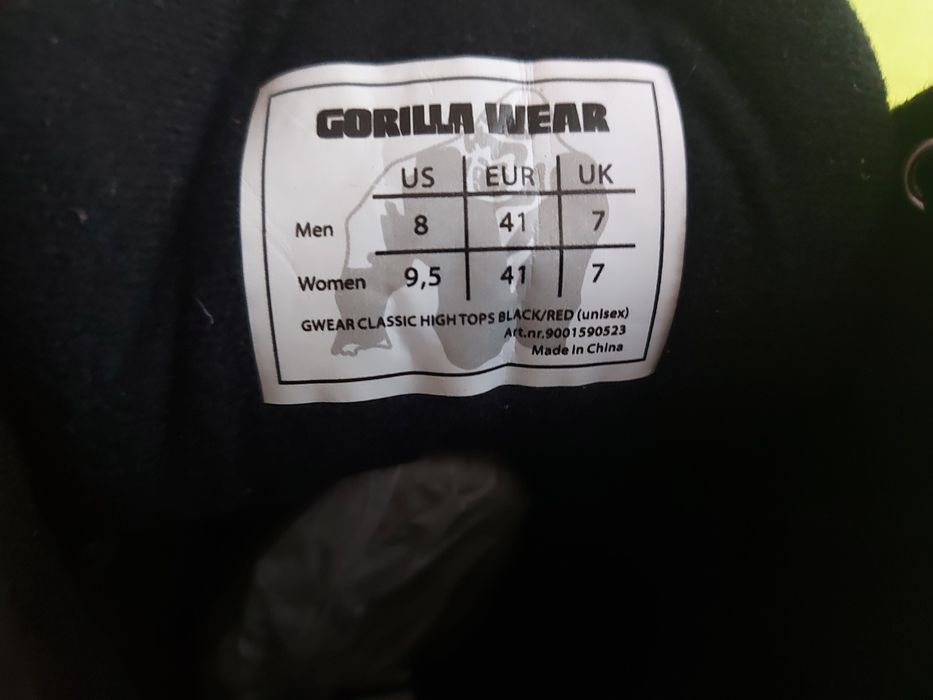 GORILLA WEAR
US EUR UK
Men 8 41 7
Women 9,5 41 7
GWEAR CLASSIC HIGH TOPS BLACK/RED (unisex)
Art.nr.9001590523
Made in China